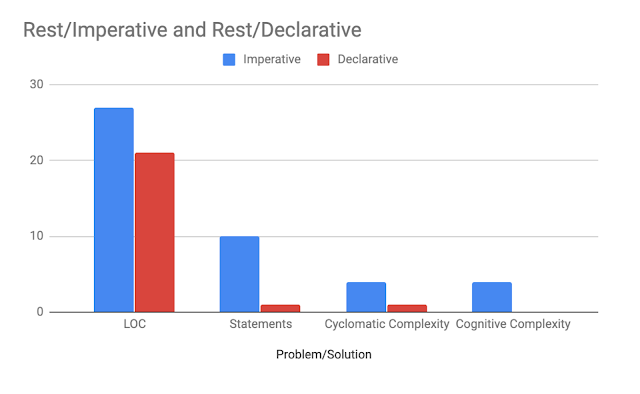 Rest/Imperative and Rest/Declarative
Imperative Declarative
30
20
10
0
LOC Statements Cyclomatic Complexity Cognitive Complexity
Problem/Solution